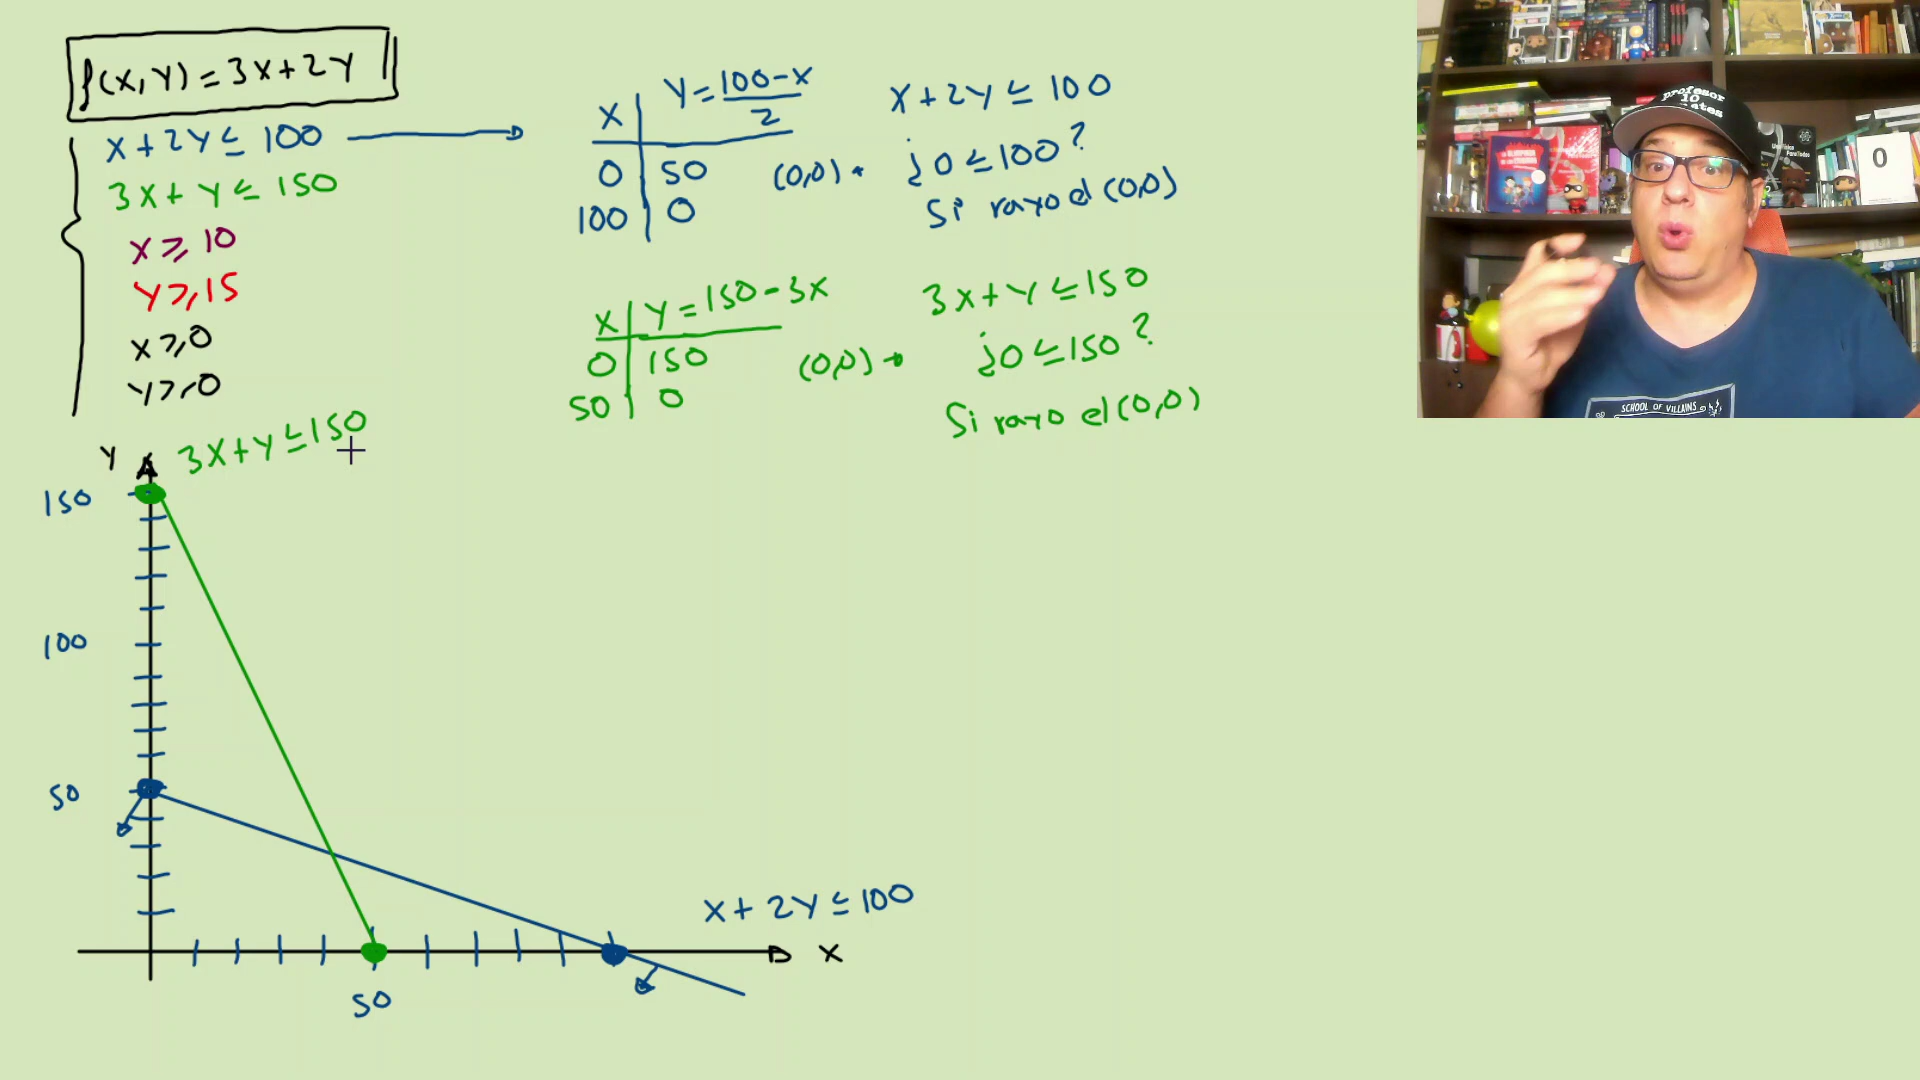 f(x,y)=3x+2y
x+2y≤100
3x+y≤150
x≥10
y≥15
x≥0
y≥0
x | y=100-x/2
0 | 50
100 | 0
(0,0)→
x+2y≤100
¿0≤100?
Si rayo el (0,0)
x | y=150-3x
0 | 150
50 | 0
(0,0)→
3x+y≤150
¿0≤150?
Si rayo el (0,0)
y
3x+y≤150
150
100
50
x+2y≤100
x
50
profesor
10
mates
0
SCHOOL OF VILLAINS